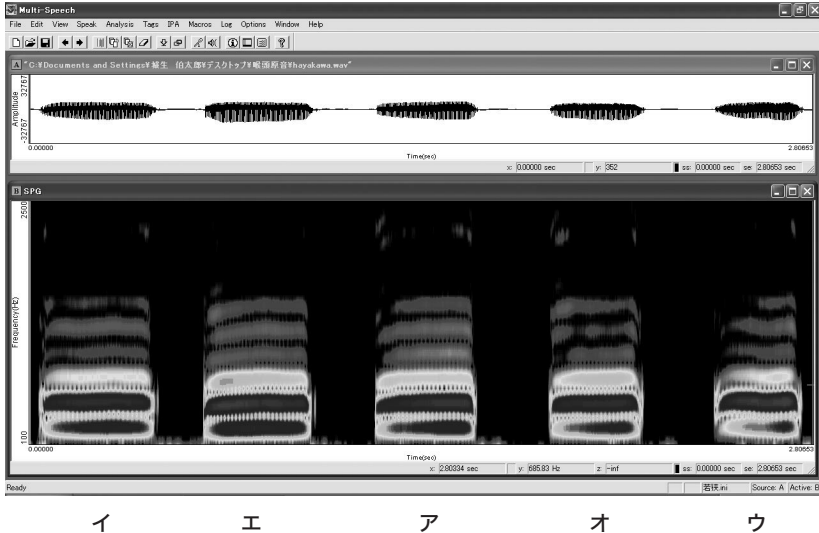 Multi-Speech
File Edit View Speak Analysis Tags IPA Macros Log Options Window Help
A "C:¥Documents and Settings¥城生 伯太郎¥デスクトップ¥喉頭原音¥hayakawa.wav"
Amplitude
32767
-32767
0.00000
2.80653
Time(sec)
x: 0.00000 sec y: 352 ss: 0.00000 sec se: 2.80653 sec
B SPG
Frequency(Hz)
2500
100
0.00000
2.80653
Time(sec)
x: 2.80334 sec y: 685.83 Hz z: -inf ss: 0.00000 sec se: 2.80653 sec
Ready 若狭.ini Source: A Active: B
イ エ ア オ ウ